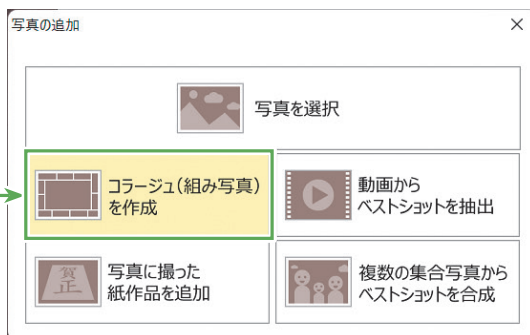 写真の追加
写真を選択
コラージュ(組み写真)
を作成
動画から
ベストショットを抽出
賀
正
写真に撮った
紙作品を追加
複数の集合写真から
ベストショットを合成